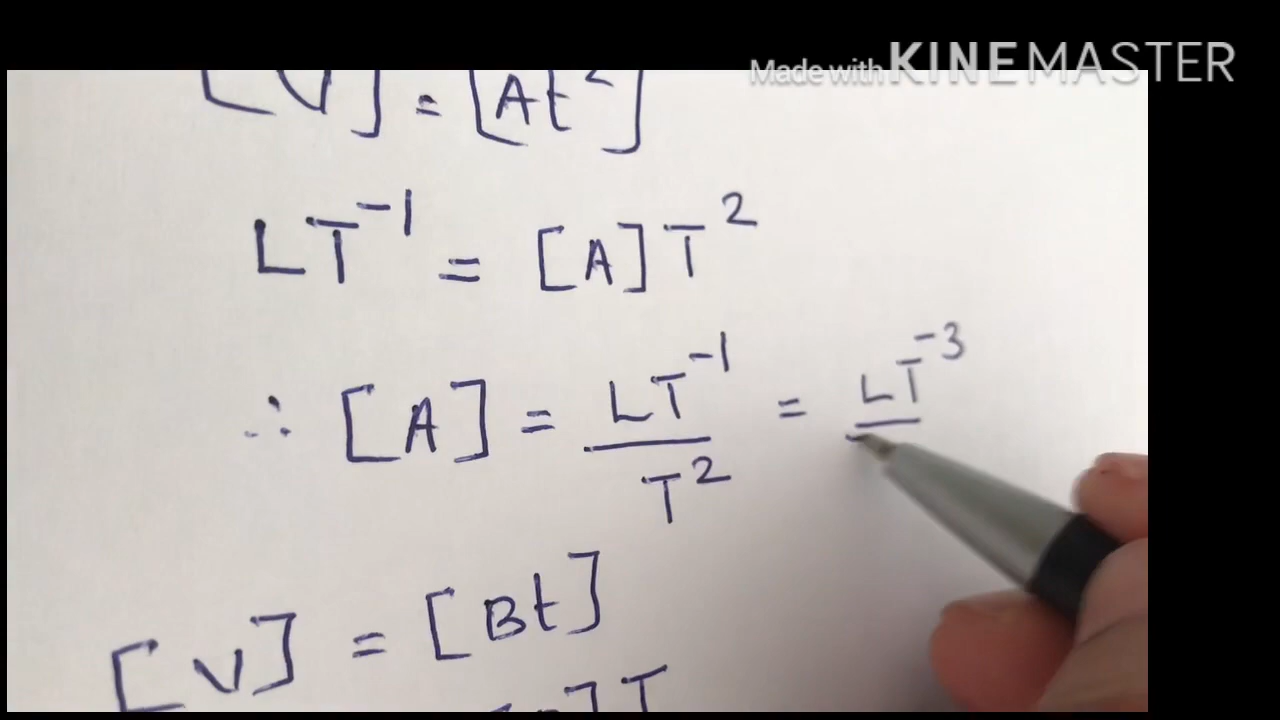 Made with KINEMASTER
[V] = [At²]
LT⁻¹ = [A]T²
∴ [A] = LT⁻¹/T² = LT⁻³
[V] = [Bt]
] T